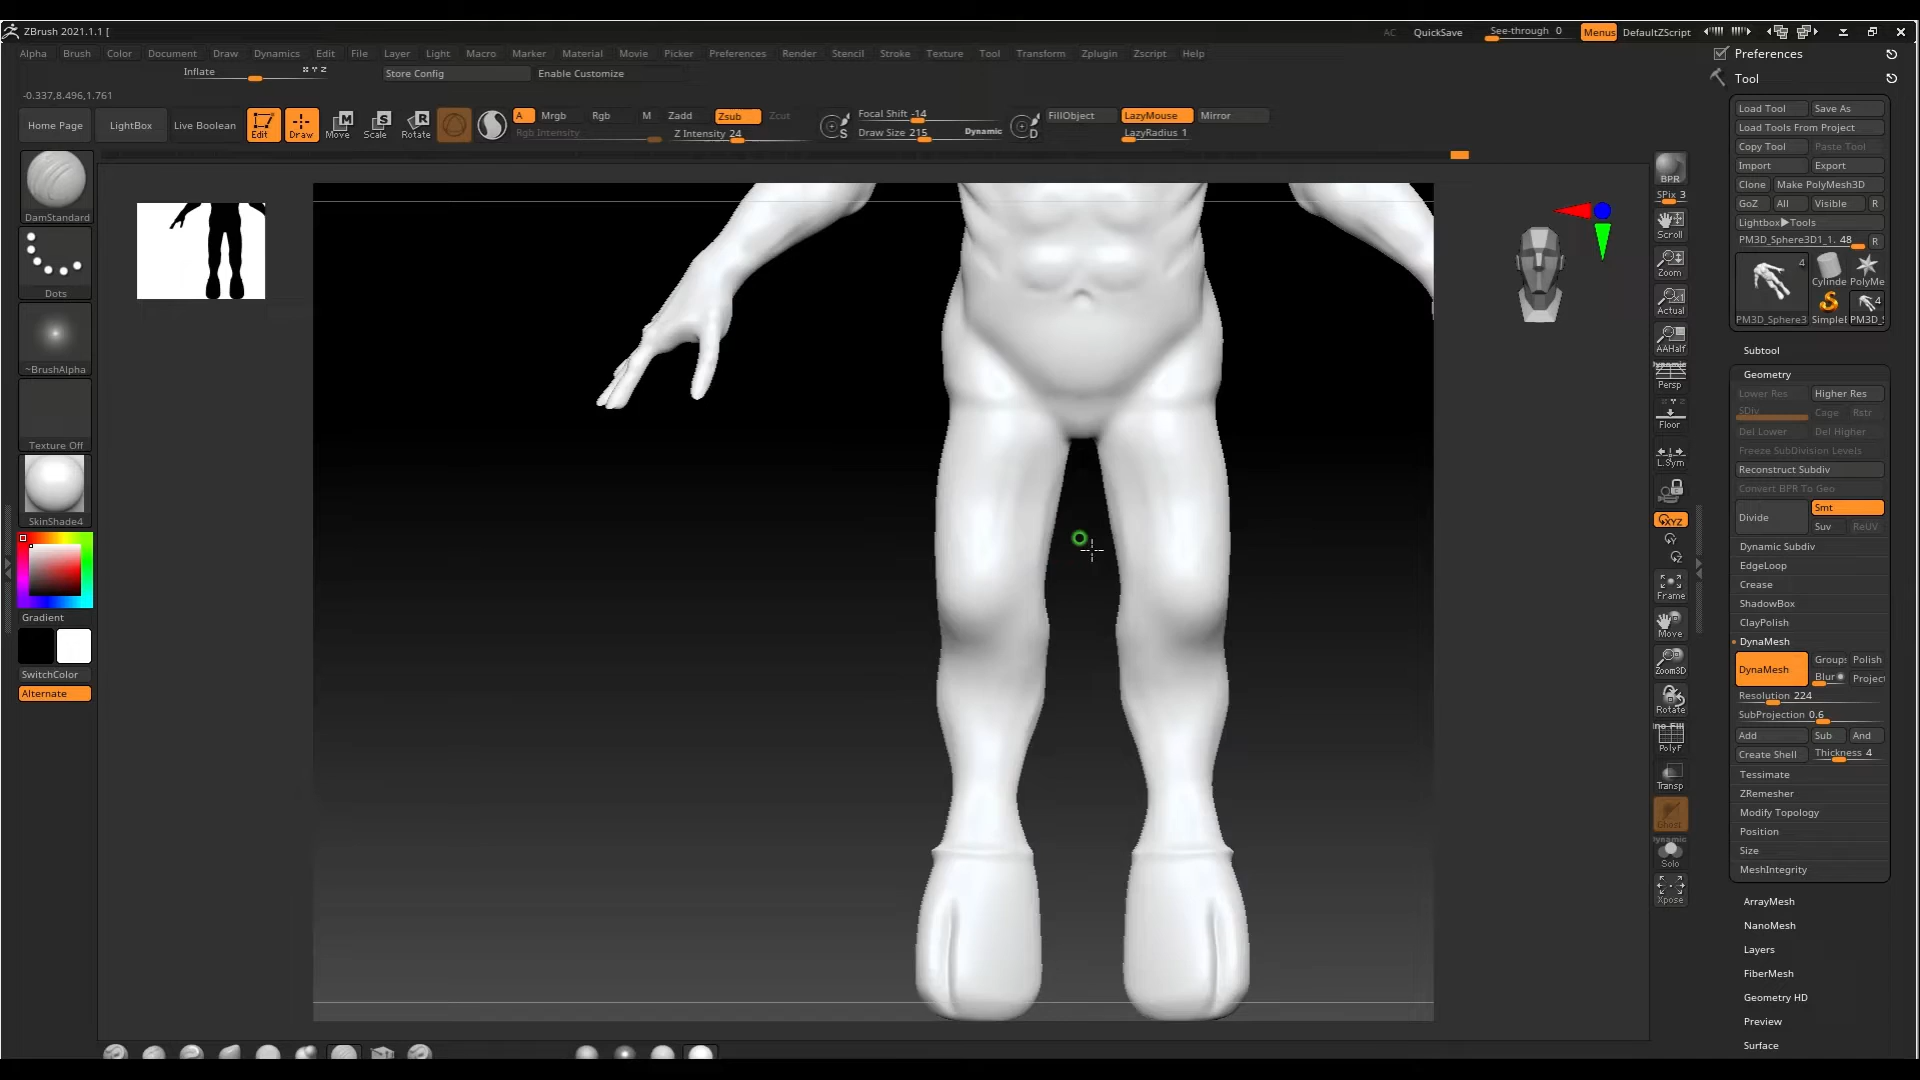 ZBrush 2021.1.1 [
AC QuickSave See-through 0 Menus DefaultZScript
Alpha Brush Color Document Draw Dynamics Edit File Layer Light Macro Marker Material Movie Picker Preferences Render Stencil Stroke Texture Tool Transform Zplugin Zscript Help
Inflate X Y Z Store Config Enable Customize
-0.337,8.496,1.761
Home Page LightBox Live Boolean Edit Draw Move Scale Rotate
A Mrgb Rgb M Zadd Zsub Zcut
Rgb Intensity Z Intensity 24
S Focal Shift -14
Draw Size 215 Dynamic
D FillObject LazyMouse Mirror
LazyRadius 1
DamStandard
Dots
~BrushAlpha
Texture Off
SkinShade4
Gradient
SwitchColor
Alternate
BPR
SPix 3
Scroll
Zoom
Actual
AAHalf
Dynamic
Persp
Floor
L.Sym
XYZ
Frame
Move
Zoom3D
Rotate
ine Fill
PolyF
Transp
Ghost
Dynamic
Solo
Xpose
Preferences
Tool
Load Tool Save As
Load Tools From Project
Copy Tool Paste Tool
Import Export
Clone Make PolyMesh3D
GoZ All Visible R
Lightbox▶Tools
PM3D_Sphere3D1_1. 48 R
4 Cylinde PolyMe
4
PM3D_Sphere3 SimpleB PM3D_S
Subtool
Geometry
Lower Res Higher Res
SDiv Cage Rstr
Del Lower Del Higher
Freeze SubDivision Levels
Reconstruct Subdiv
Convert BPR To Geo
Divide Smt
Suv ReUV
Dynamic Subdiv
EdgeLoop
Crease
ShadowBox
ClayPolish
DynaMesh
DynaMesh Groups Polish
Blur Project
Resolution 224
SubProjection 0.6
Add Sub And
Create Shell Thickness 4
Tessimate
ZRemesher
Modify Topology
Position
Size
MeshIntegrity
ArrayMesh
NanoMesh
Layers
FiberMesh
Geometry HD
Preview
Surface